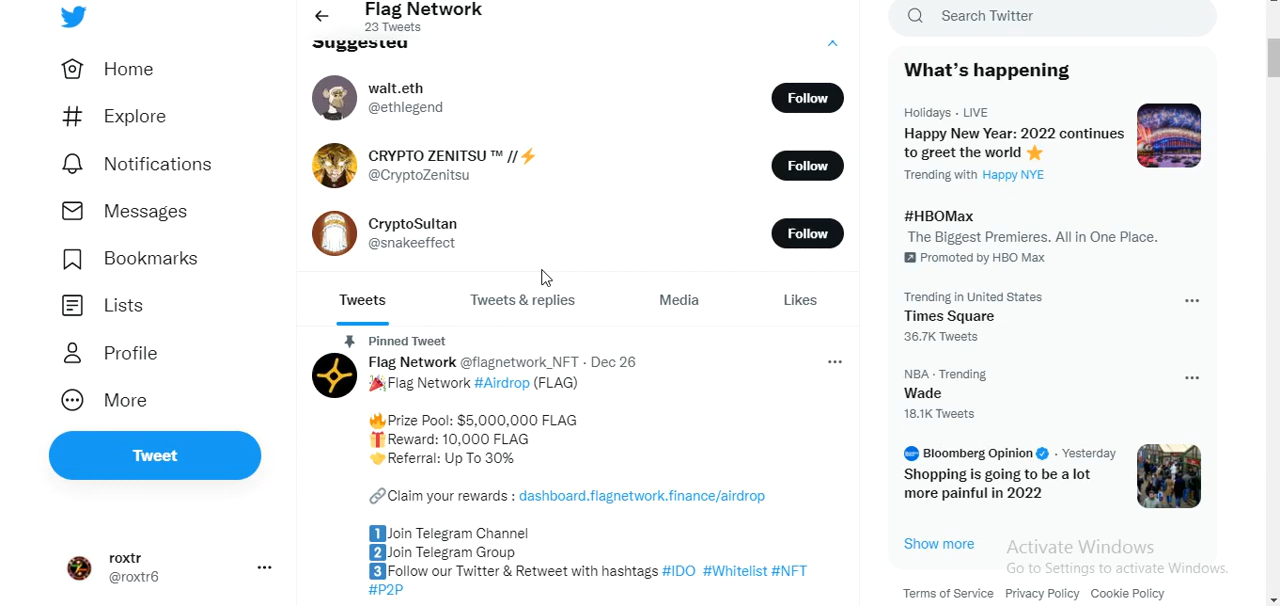 Home
Explore
Notifications
Messages
Bookmarks
Lists
Profile
More
Tweet
roxtr
@roxtr6
Flag Network
23 Tweets
Suggested
walt.eth
@ethlegend
Follow
CRYPTO ZENITSU ™ //⚡
@CryptoZenitsu
Follow
CryptoSultan
@snakeeffect
Follow
Tweets Tweets & replies Media Likes
Pinned Tweet
Flag Network @flagnetwork_NFT · Dec 26
🎉Flag Network #Airdrop (FLAG)
🔥Prize Pool: $5,000,000 FLAG
🎁Reward: 10,000 FLAG
🤝Referral: Up To 30%
🔗Claim your rewards : dashboard.flagnetwork.finance/airdrop
1️⃣Join Telegram Channel
2️⃣Join Telegram Group
3️⃣Follow our Twitter & Retweet with hashtags #IDO #Whitelist #NFT
#P2P
Search Twitter
What's happening
Holidays · LIVE
Happy New Year: 2022 continues
to greet the world ⭐
Trending with Happy NYE
#HBOMax
The Biggest Premieres. All in One Place.
Promoted by HBO Max
Trending in United States
Times Square
36.7K Tweets
NBA · Trending
Wade
18.1K Tweets
Bloomberg Opinion · Yesterday
Shopping is going to be a lot
more painful in 2022
Show more
Activate Windows
Go to Settings to activate Windows.
Terms of Service Privacy Policy Cookie Policy